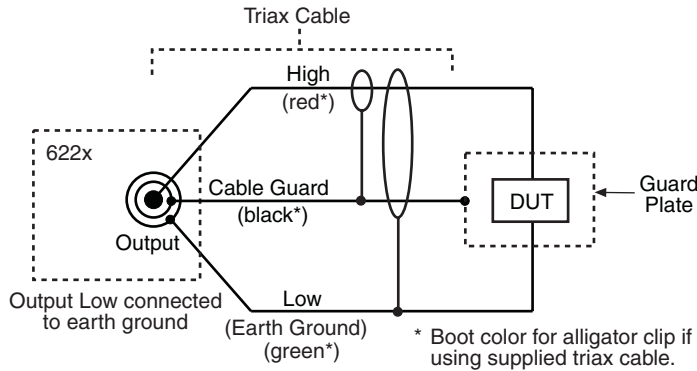 Triax Cable
High
(red*)
622x
Cable Guard
(black*)
Output
DUT
Guard
Plate
Output Low connected
to earth ground
Low
(Earth Ground)
(green*)
* Boot color for alligator clip if
using supplied triax cable.